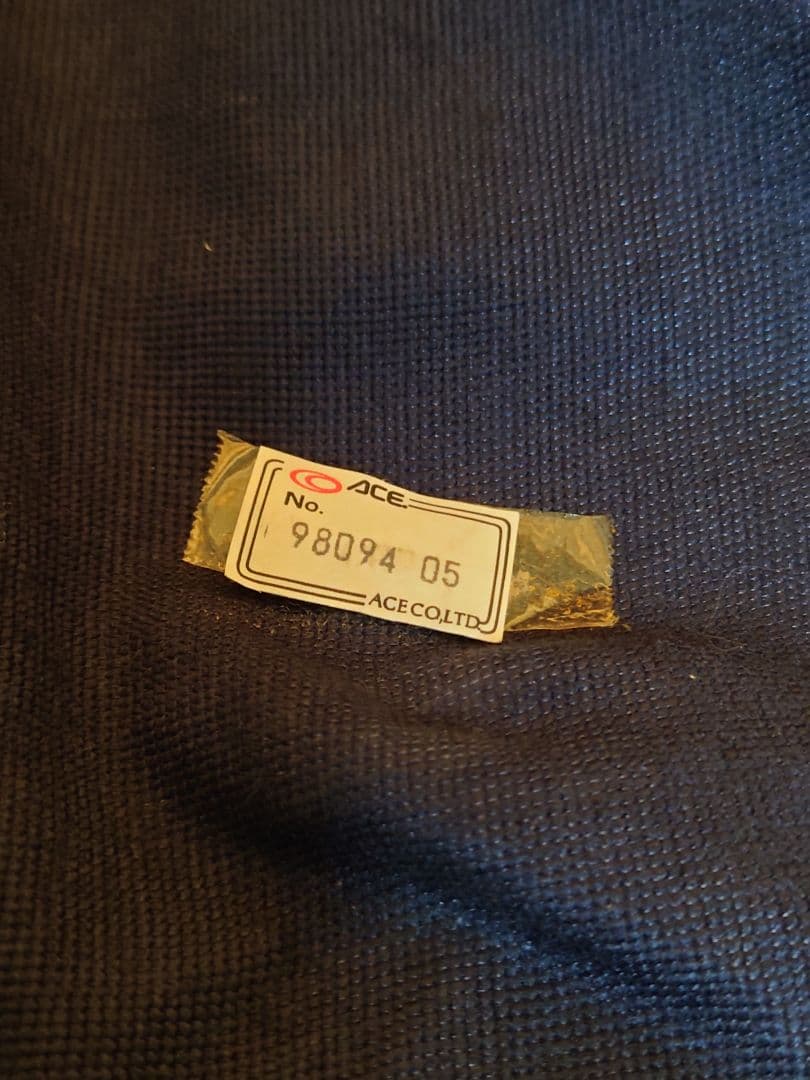 ACE.
No.
98094 05
ACE CO,LTD